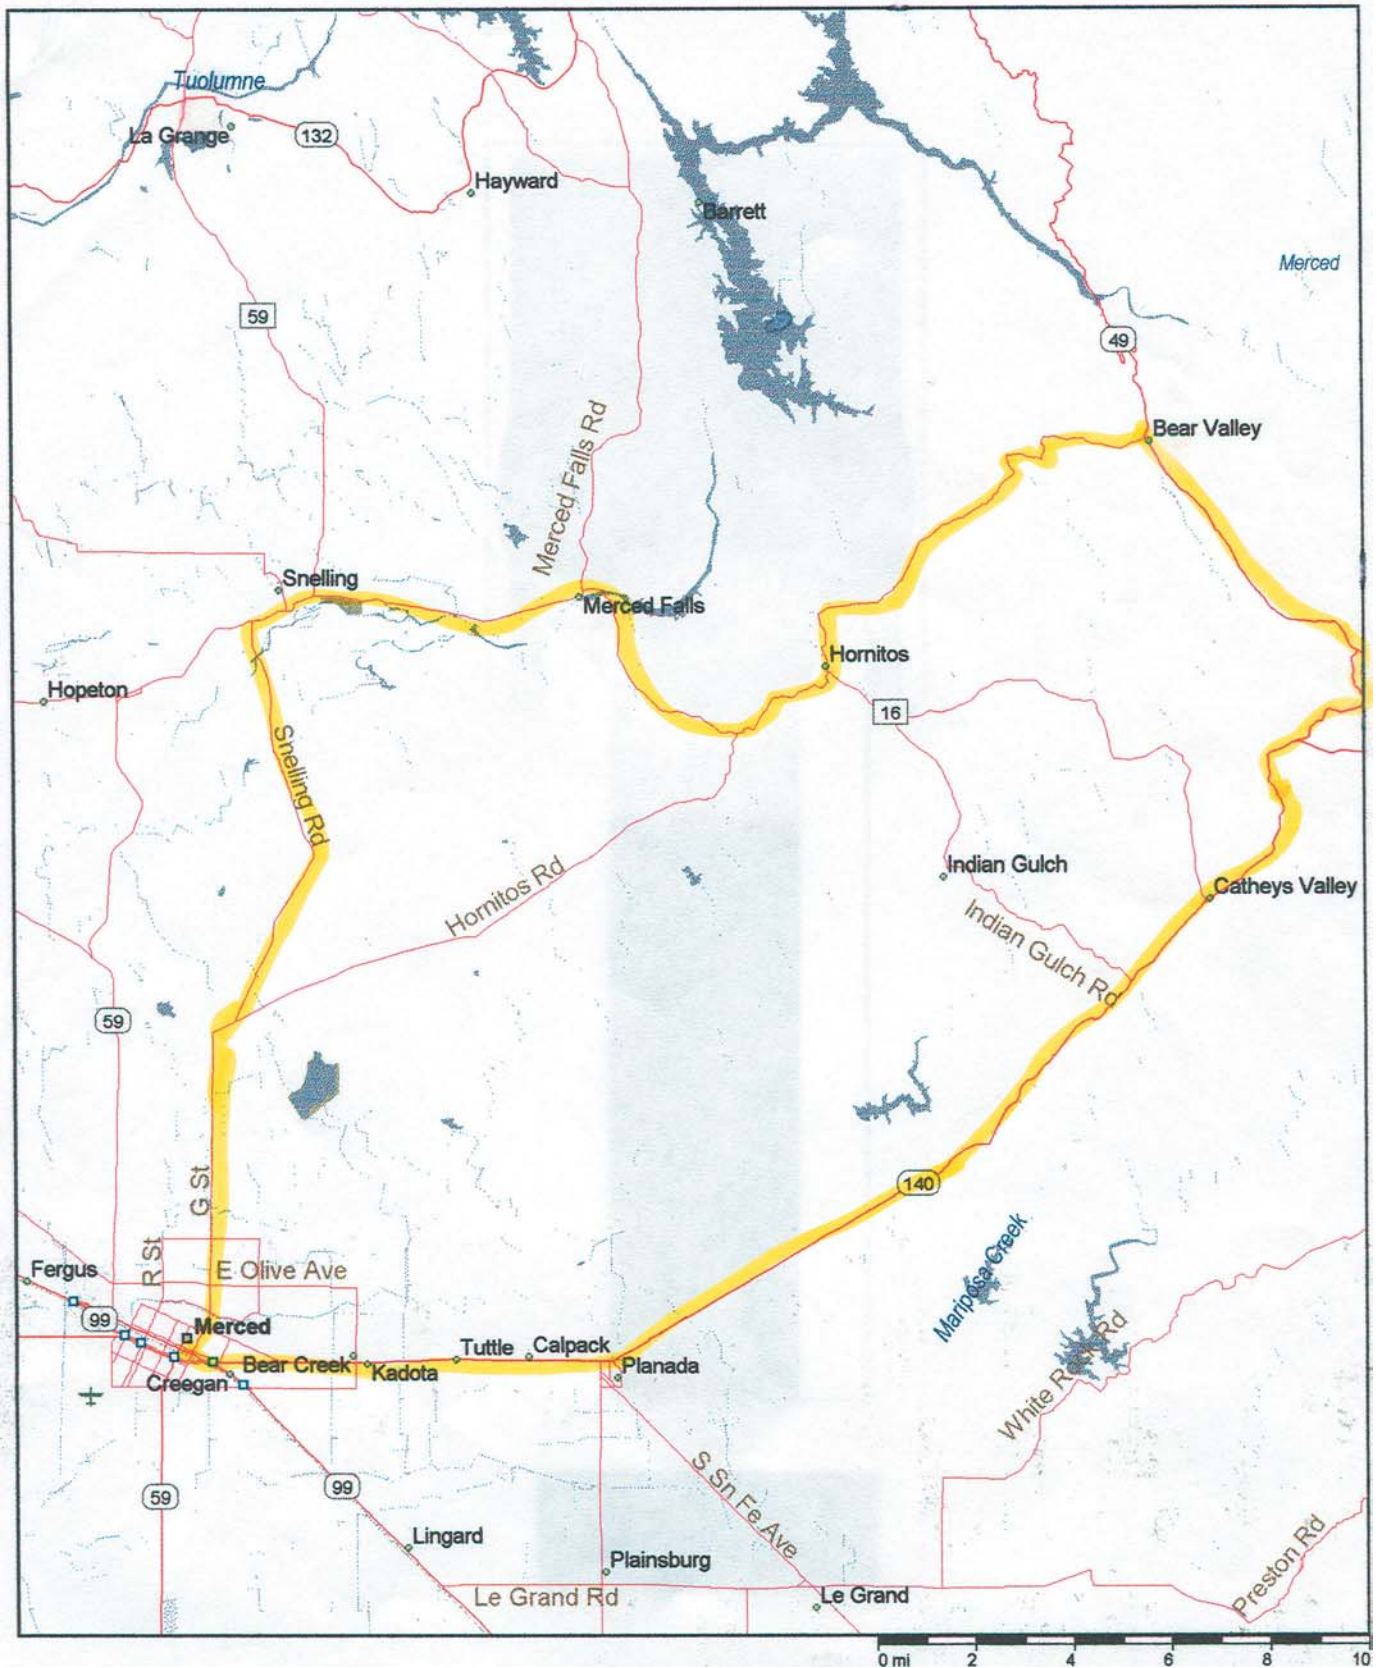 Tuolumne
La Grange
132
Hayward
Barrett
Merced
59
49
Bear Valley
Merced Falls Rd
Snelling
Merced Falls
Hornitos
Hopeton
16
Snelling Rd
Hornitos Rd
Indian Gulch
Catheys Valley
Indian Gulch Rd
59
G St
140
R St
Mariposa Creek
Fergus
E Olive Ave
99
Merced
Tuttle
Calpack
Bear Creek
Kadota
Planada
Creegan
White Rock Rd
59
99
S Sn Fe Ave
Lingard
Plainsburg
Preston Rd
Le Grand Rd
Le Grand
0 mi 2 4 6 8 10